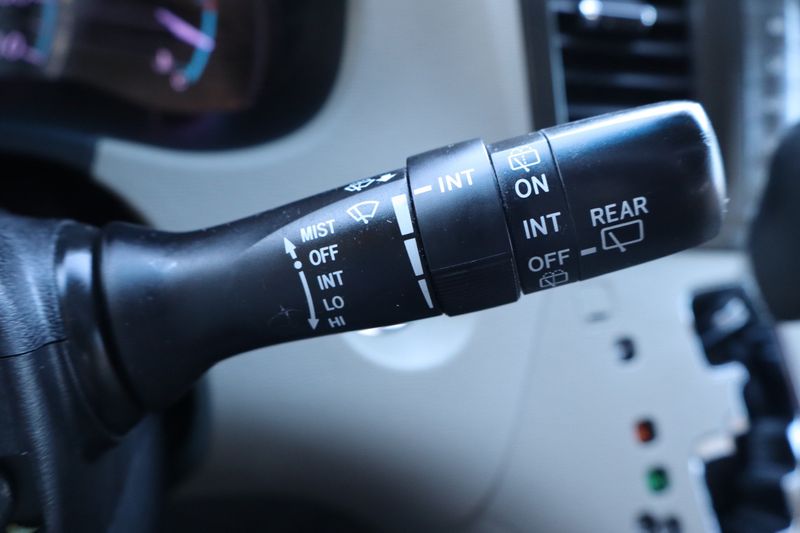 MIST
OFF
INT
LO
HI
INT
ON
INT
OFF
REAR